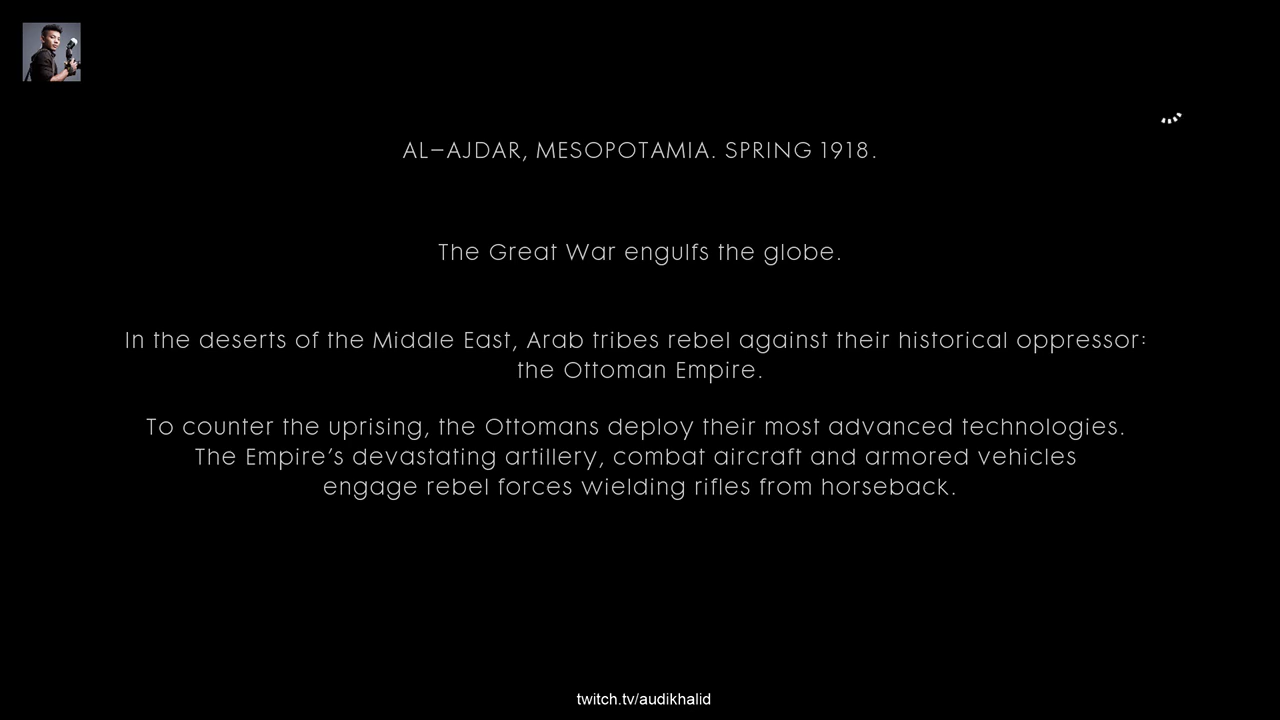 AL–AJDAR, MESOPOTAMIA. SPRING 1918.
The Great War engulfs the globe.
In the deserts of the Middle East, Arab tribes rebel against their historical oppressor:
the Ottoman Empire.
To counter the uprising, the Ottomans deploy their most advanced technologies.
The Empire’s devastating artillery, combat aircraft and armored vehicles
engage rebel forces wielding rifles from horseback.
twitch.tv/audikhalid